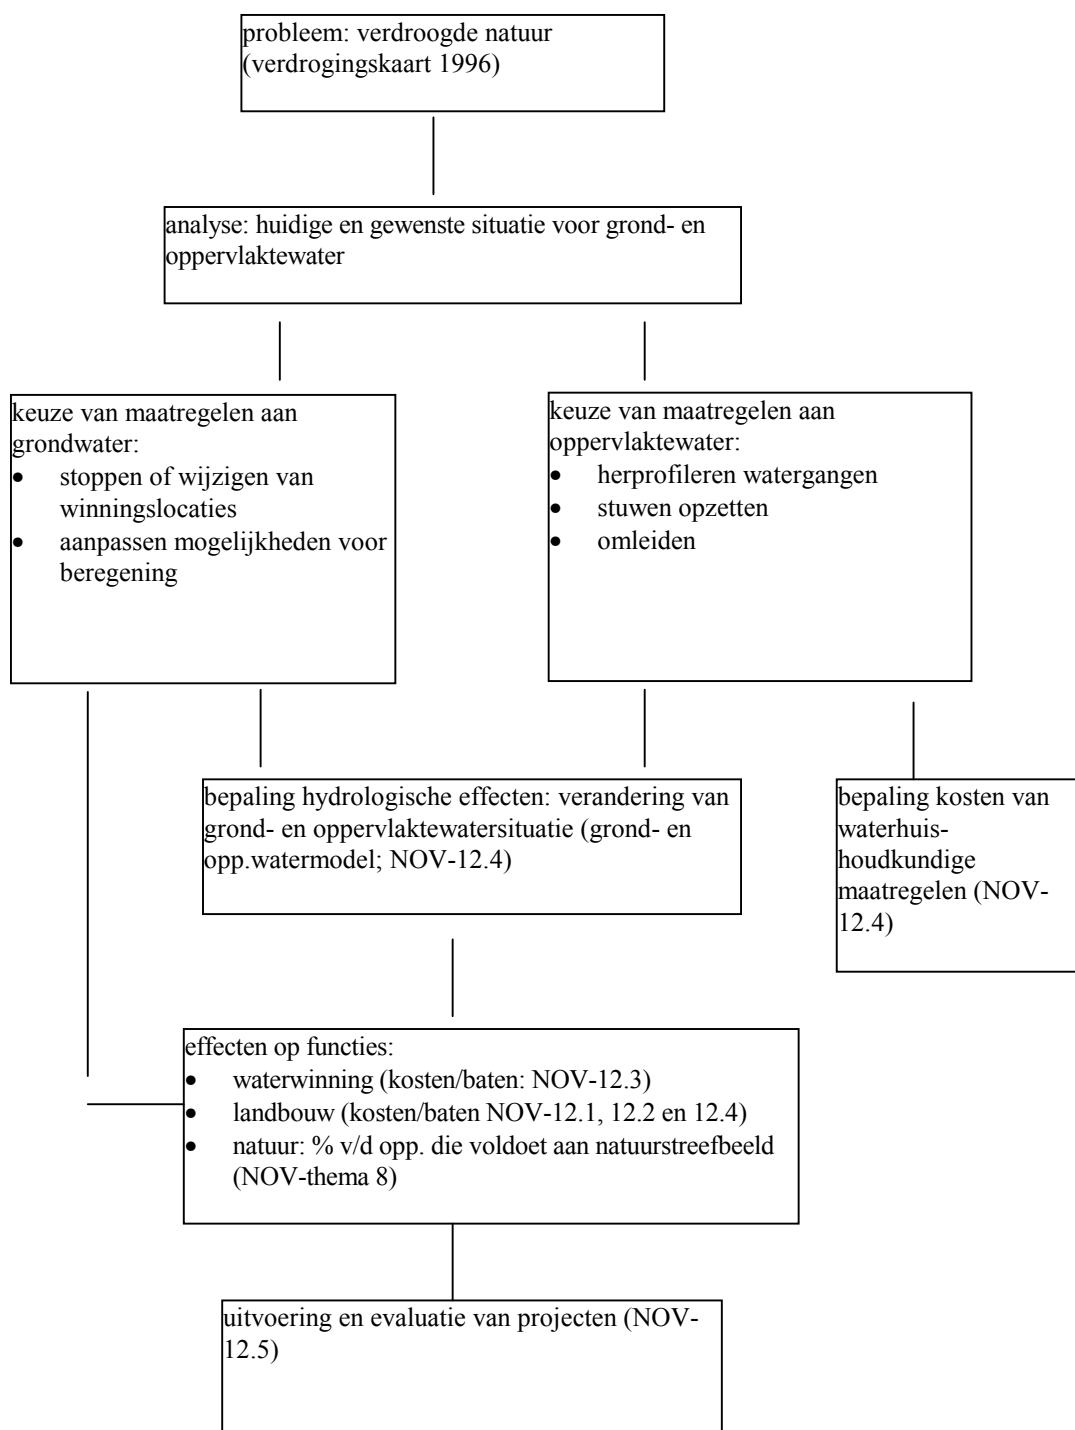 probleem: verdroogde natuur
(verdrogingskaart 1996)
analyse: huidige en gewenste situatie voor grond- en
oppervlaktewater
keuze van maatregelen aan
grondwater:
• stoppen of wijzigen van
winningslocaties
• aanpassen mogelijkheden voor
beregening
keuze van maatregelen aan
oppervlaktewater:
• herprofileren watergangen
• stuwen opzetten
• omleiden
bepaling hydrologische effecten: verandering van
grond- en oppervlaktewatersituatie (grond- en
opp.watermodel; NOV-12.4)
bepaling kosten van
waterhuis-
houdkundige
maatregelen (NOV-
12.4)
effecten op functies:
• waterwinning (kosten/baten: NOV-12.3)
• landbouw (kosten/baten NOV-12.1, 12.2 en 12.4)
• natuur: % v/d opp. die voldoet aan natuurstreefbeeld
(NOV-thema 8)
uitvoering en evaluatie van projecten (NOV-
12.5)